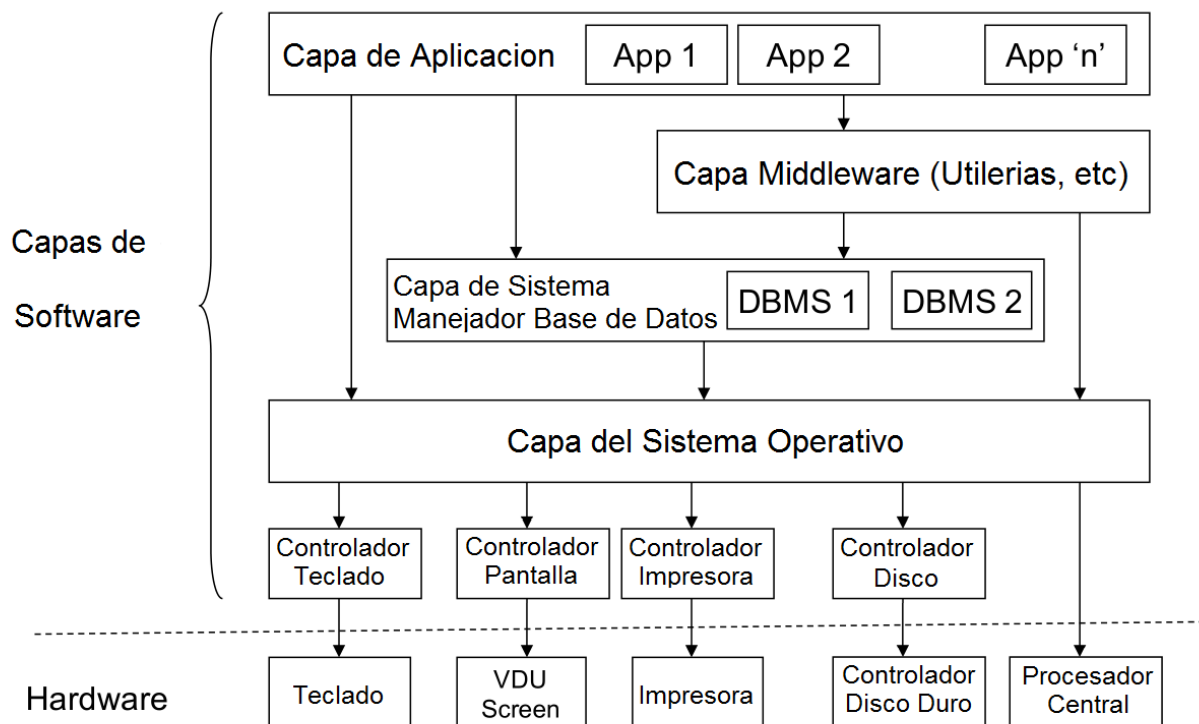 Capa de Aplicacion
App 1
App 2
App ‘n’
Capa Middleware (Utilerias, etc)
Capas de
Software
Capa de Sistema
Manejador Base de Datos
DBMS 1
DBMS 2
Capa del Sistema Operativo
Controlador
Teclado
Controlador
Pantalla
Controlador
Impresora
Controlador
Disco
Hardware
Teclado
VDU
Screen
Impresora
Controlador
Disco Duro
Procesador
Central